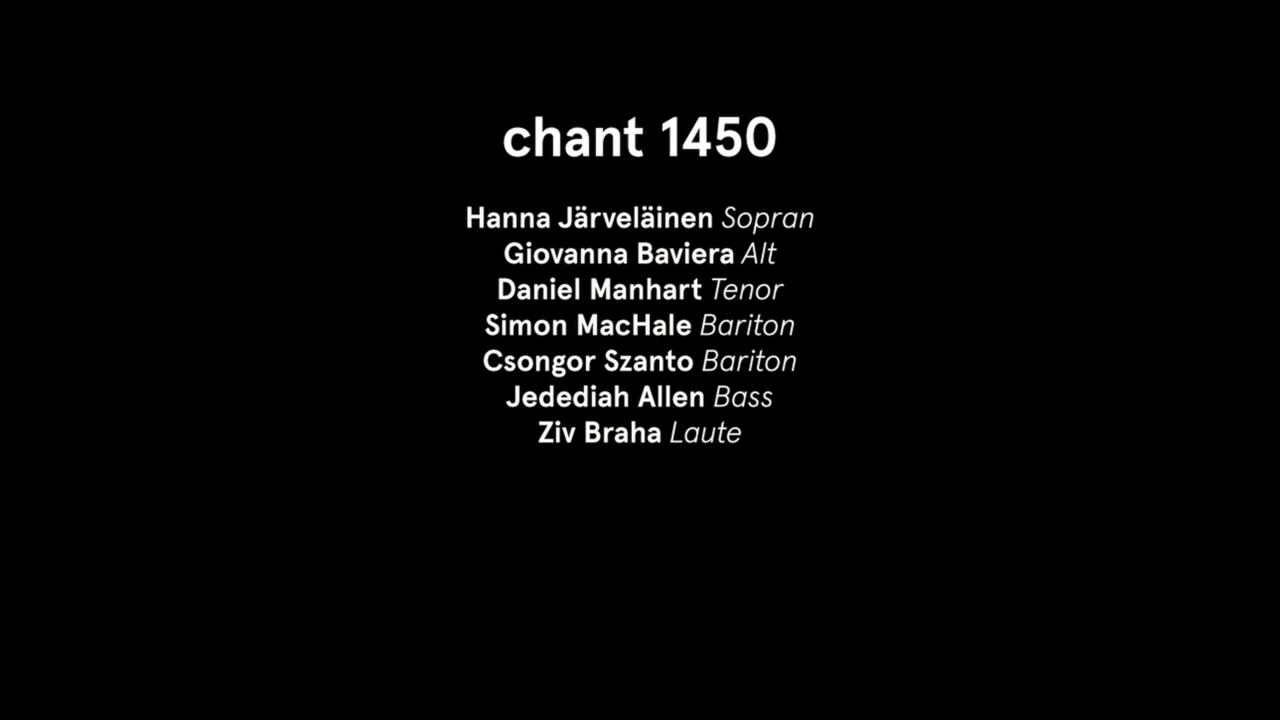 chant 1450
Hanna Järveläinen Sopran
Giovanna Baviera Alt
Daniel Manhart Tenor
Simon MacHale Bariton
Csongor Szanto Bariton
Jedediah Allen Bass
Ziv Braha Laute